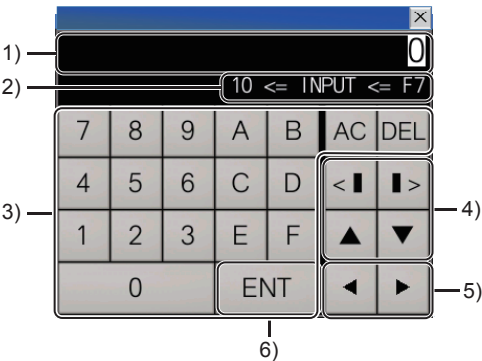 1)
0
2)
10 <= INPUT <= F7
7 8 9 A B AC DEL
4 5 6 C D < >
3)
4)
1 2 3 E F
0 ENT
5)
6)